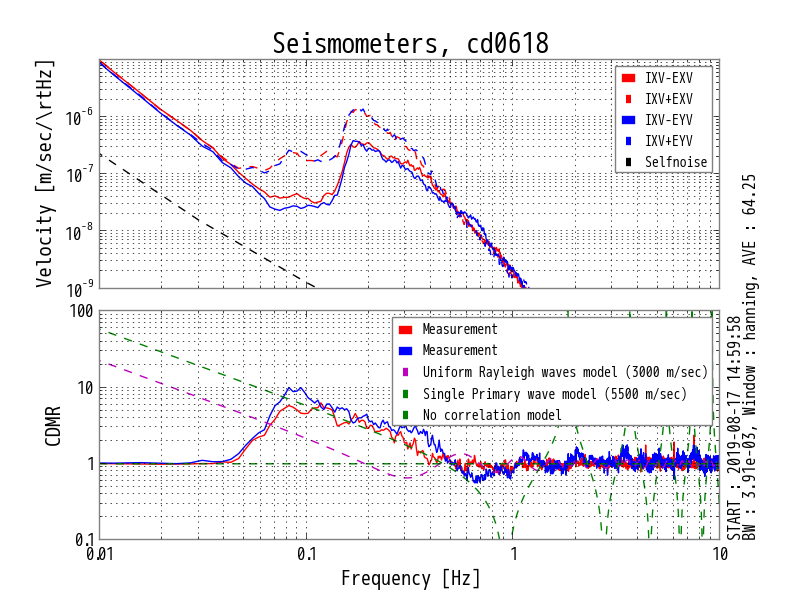 Seismometers, cd0618
Velocity [m/sec/\rtHz]
10^-6
10^-7
10^-8
10^-9
IXV-EXV
IXV+EXV
IXV-EYV
IXV+EYV
Selfnoise
CDMR
100
10
1
0.1
Measurement
Measurement
Uniform Rayleigh waves model (3000 m/sec)
Single Primary wave model (5500 m/sec)
No correlation model
0.01
0.1
1
10
Frequency [Hz]
START : 2019-08-17 14:59:58
BW : 3.91e-03, Window : hanning, AVE : 64.25